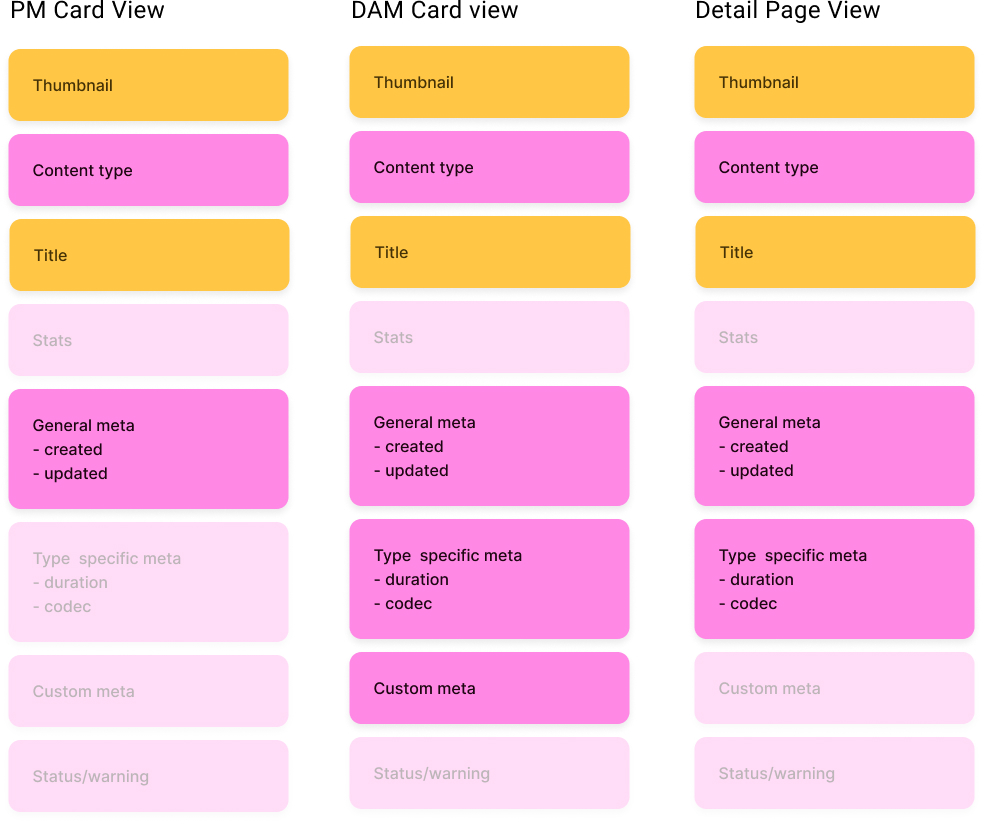 PM Card View
Thumbnail
Content type
Title
Stats
General meta
- created
- updated
Type  specific meta
- duration
- codec
Custom meta
Status/warning
DAM Card view
Thumbnail
Content type
Title
Stats
General meta
- created
- updated
Type  specific meta
- duration
- codec
Custom meta
Status/warning
Detail Page View
Thumbnail
Content type
Title
Stats
General meta
- created
- updated
Type  specific meta
- duration
- codec
Custom meta
Status/warning